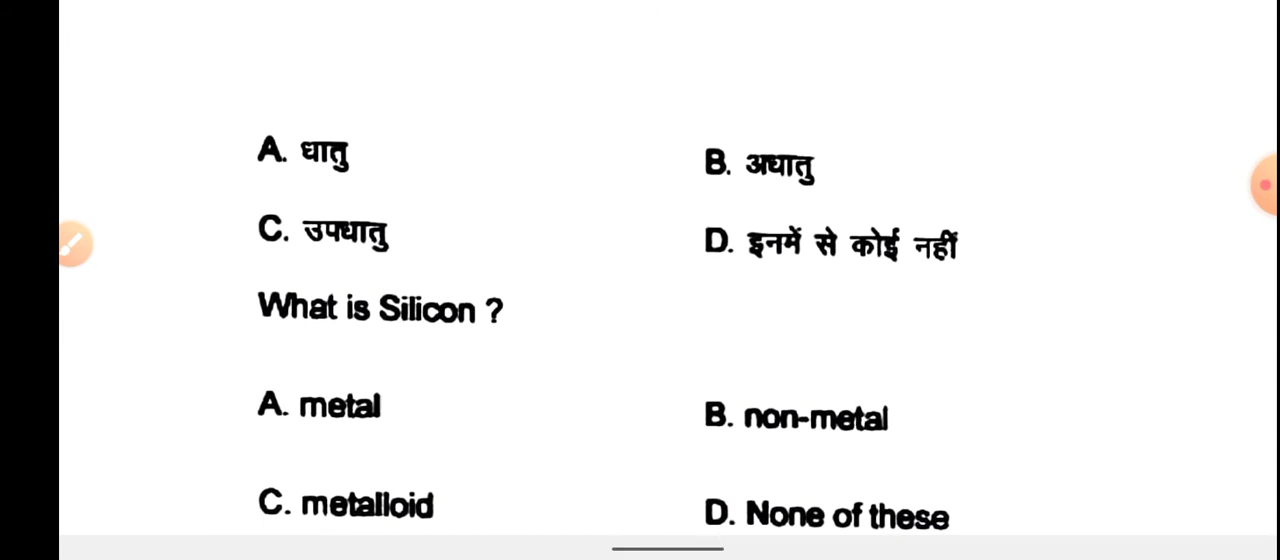 A. धातु B. अधातु
C. उपधातु D. इनमें से कोई नहीं
What is Silicon ?
A. metal B. non-metal
C. metalloid D. None of these